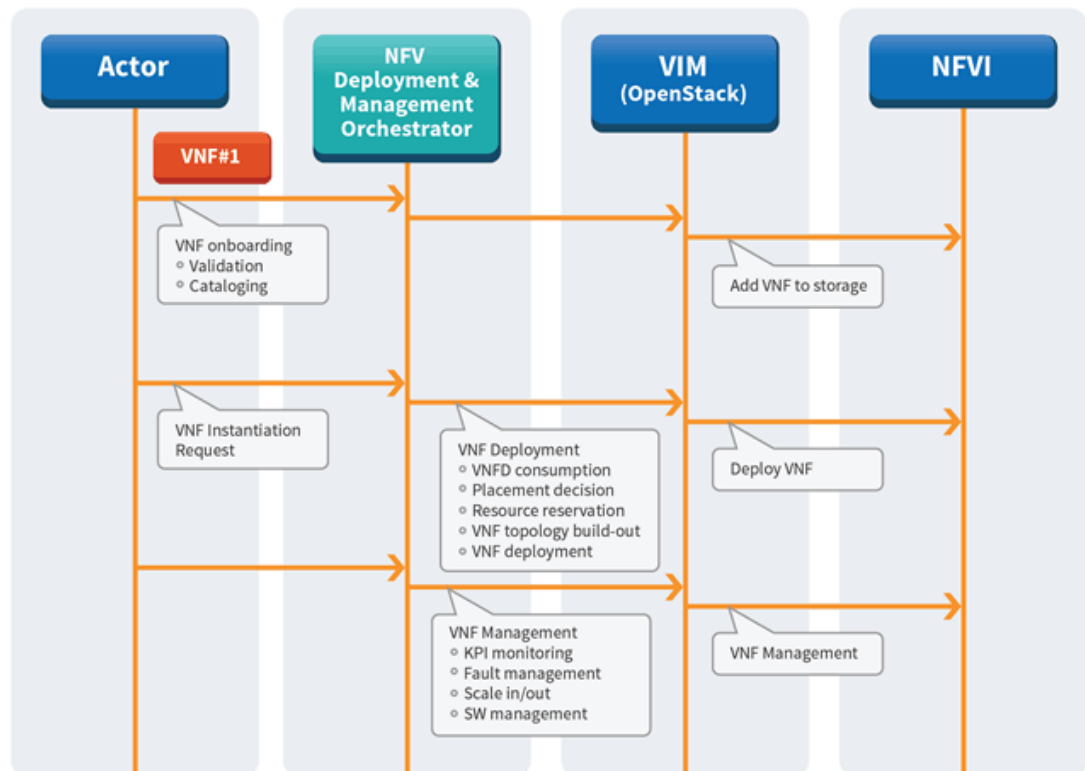 Actor
NFV
Deployment &
Management
Orchestrator
VIM
(OpenStack)
NFVI
VNF#1
VNF onboarding
Validation
Cataloging
Add VNF to storage
VNF Instantiation
Request
VNF Deployment
VNFD consumption
Placement decision
Resource reservation
VNF topology build-out
VNF deployment
Deploy VNF
VNF Management
KPI monitoring
Fault management
Scale in/out
SW management
VNF Management